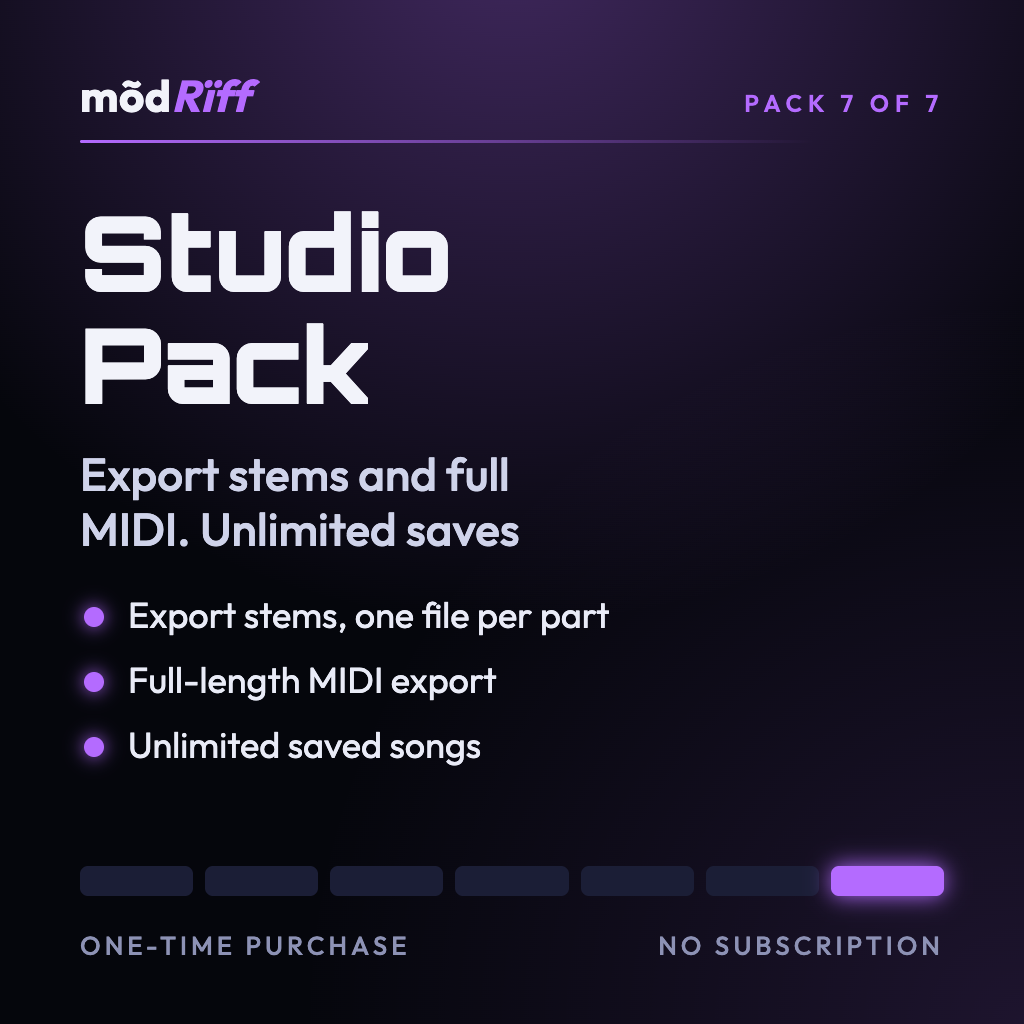 mõdRïff
PACK 7 OF 7
Studio
Pack
Export stems and full
MIDI. Unlimited saves
Export stems, one file per part
Full-length MIDI export
Unlimited saved songs
ONE-TIME PURCHASE
NO SUBSCRIPTION